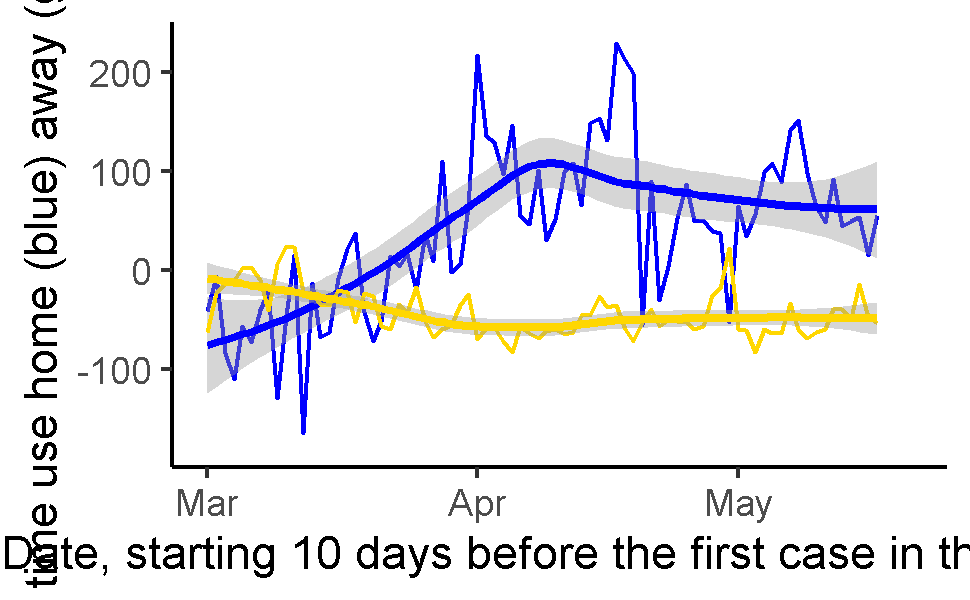 time use home (blue) away (
200
100
0
-100
Mar Apr May
Date, starting 10 days before the first case in th